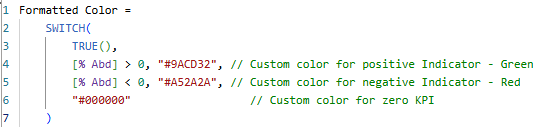 1 Formatted Color =
2 SWITCH(
3 TRUE(),
4 [% Abd] > 0, "#9ACD32", // Custom color for positive Indicator - Green
5 [% Abd] < 0, "#A52A2A", // Custom color for negative Indicator - Red
6 "#000000" // Custom color for zero KPI
7 )